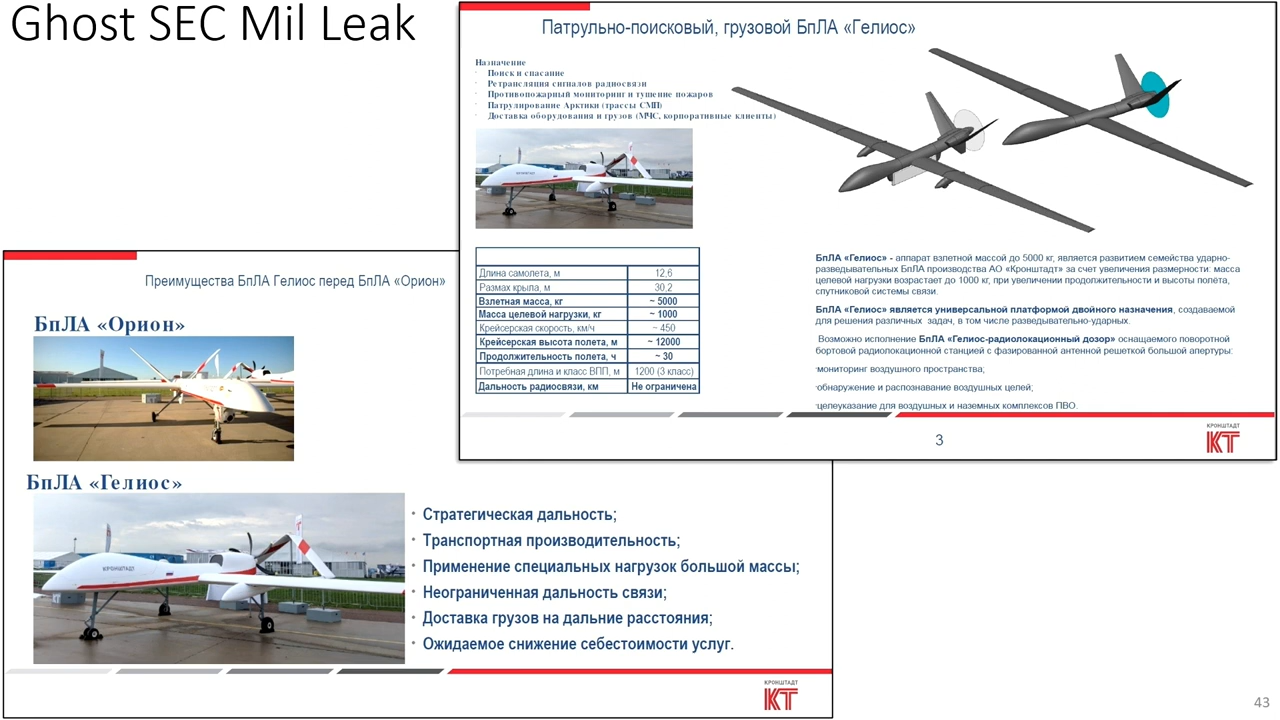 Ghost SEC Mil Leak
Патрульно-поисковый, грузовой БпЛА «Гелиос»
Назначение
Поиск и спасание
Ретрансляция сигналов радиосвязи
Противопожарный мониторинг и тушение пожаров
Патрулирование Арктики (трассы СМП)
Доставка оборудования и грузов (МЧС, корпоративные клиенты)
Длина самолета, м 12,6
Размах крыла, м 30,2
Взлетная масса, кг ~ 5000
Масса целевой нагрузки, кг ~ 1000
Крейсерская скорость, км/ч ~ 450
Крейсерская высота полета, м ~ 12000
Продолжительность полета, ч ~ 30
Потребная длина и класс ВПП, м 1200 (3 класс)
Дальность радиосвязи, км Не ограничена
БпЛА «Гелиос» - аппарат взлетной массой до 5000 кг, является развитием семейства ударно-
разведывательных БпЛА производства АО «Кронштадт» за счет увеличения размерности: масса
целевой нагрузки возрастает до 1000 кг, при увеличении продолжительности и высоты полёта,
спутниковой системы связи.
БпЛА «Гелиос» является универсальной платформой двойного назначения, создаваемой
для решения различных задач, в том числе разведывательно-ударных.
Возможно исполнение БпЛА «Гелиос-радиолокационный дозор» оснащаемого поворотной
бортовой радиолокационной станцией с фазированной антенной решеткой большой апертуры:
·мониторинг воздушного пространства;
·обнаружение и распознавание воздушных целей;
·целеуказание для воздушных и наземных комплексов ПВО.
3
КРОНШТАДТ
КТ
Преимущества БпЛА Гелиос перед БпЛА «Орион»
БпЛА «Орион»
БпЛА «Гелиос»
КРОНШТАДТ
• Стратегическая дальность;
• Транспортная производительность;
• Применение специальных нагрузок большой массы;
• Неограниченная дальность связи;
• Доставка грузов на дальние расстояния;
• Ожидаемое снижение себестоимости услуг.
КРОНШТАДТ
КТ
43